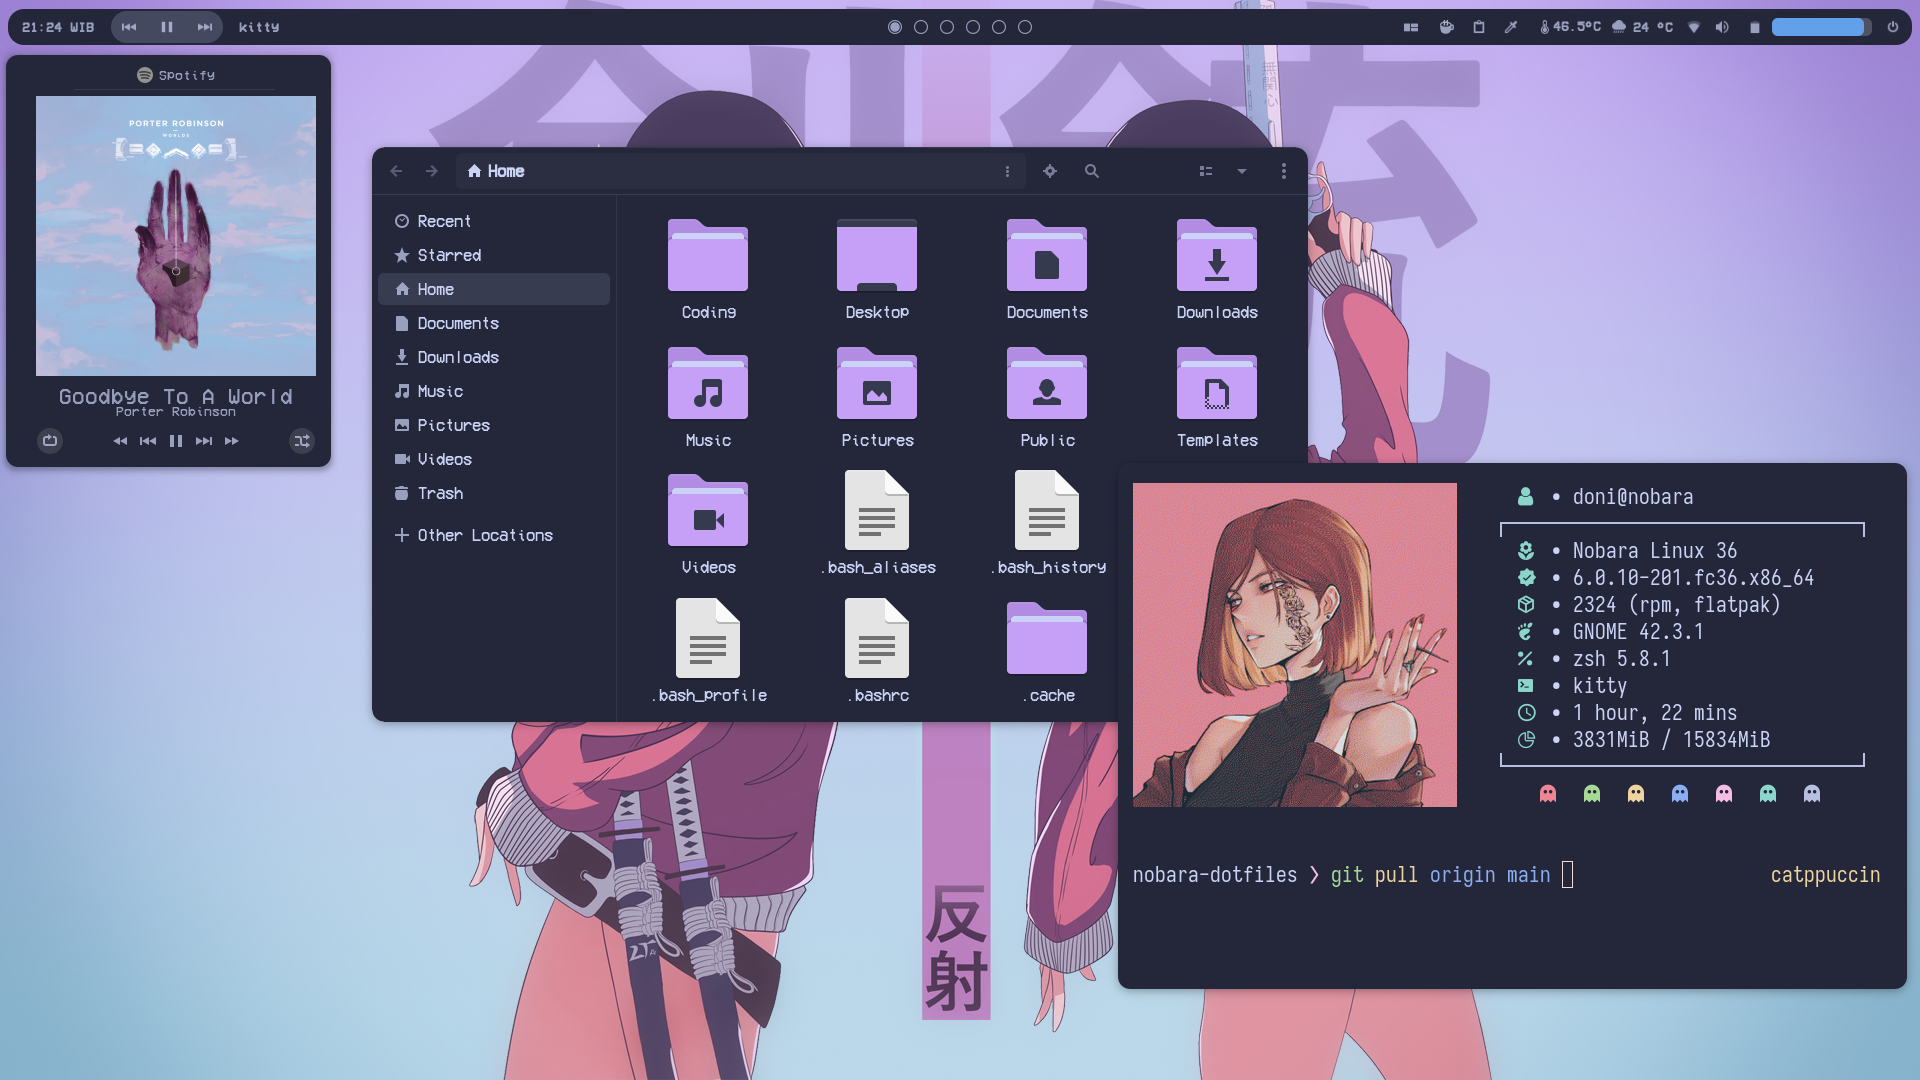 21:24 WIB
kitty
46.5°C
24 °C
Spotify
PORTER ROBINSON
WORLDS
Goodbye To A World
Porter Robinson
Home
Recent
Starred
Home
Documents
Downloads
Music
Pictures
Videos
Trash
Other Locations
Coding
Desktop
Documents
Downloads
Music
Pictures
Public
Templates
Videos
.bash_aliases
.bash_history
.bash_profile
.bashrc
.cache
• doni@nobara
• Nobara Linux 36
• 6.0.10-201.fc36.x86_64
• 2324 (rpm, flatpak)
• GNOME 42.3.1
• zsh 5.8.1
• kitty
• 1 hour, 22 mins
• 3831MiB / 15834MiB
nobara-dotfiles ❯ git pull origin main
catppuccin
反
射